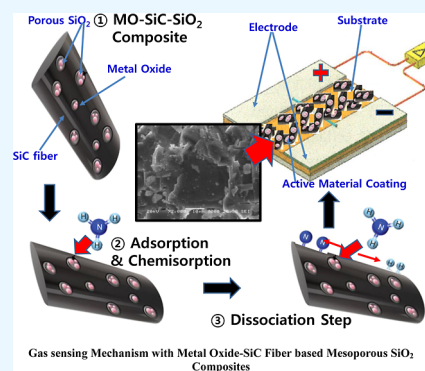 Porous SiO2
① MO-SiC-SiO2
Composite
Metal Oxide
SiC fiber
Electrode
Substrate
+
-
Active Material Coating
H
N
H
H
② Adsorption
& Chemisorption
③ Dissociation Step
N
N
H
N
H
H
H
H
Gas sensing Mechanism with Metal Oxide-SiC Fiber based Mesoporous SiO2
Composites